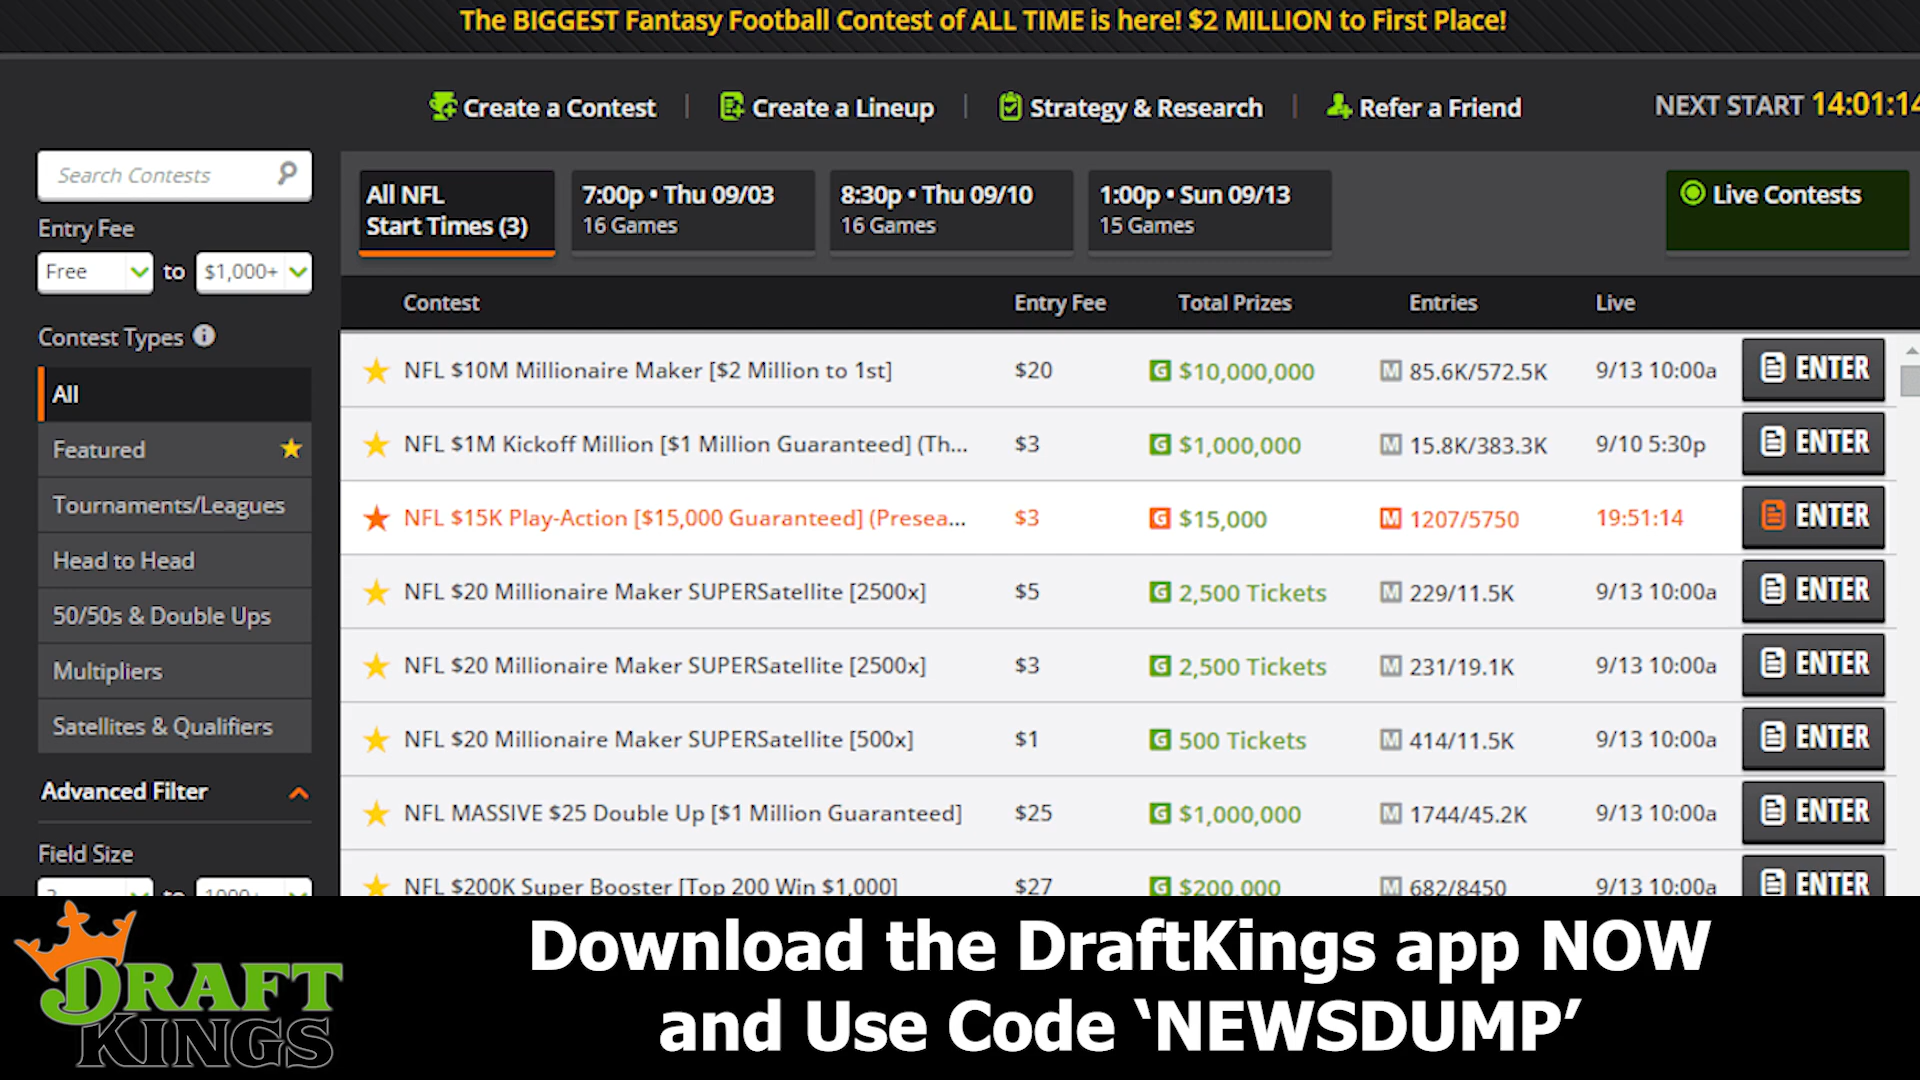 The BIGGEST Fantasy Football Contest of ALL TIME is here! $2 MILLION to First Place!
Create a Contest | Create a Lineup | Strategy & Research | Refer a Friend
NEXT START 14:01:14
Search Contests
Entry Fee
Free to $1,000+
Contest Types
All
Featured
Tournaments/Leagues
Head to Head
50/50s & Double Ups
Multipliers
Satellites & Qualifiers
Advanced Filter
Field Size
to 1000+
All NFL
Start Times (3)
7:00p • Thu 09/03
16 Games
8:30p • Thu 09/10
16 Games
1:00p • Sun 09/13
15 Games
Live Contests
Contest Entry Fee Total Prizes Entries Live
NFL $10M Millionaire Maker [$2 Million to 1st] $20 G $10,000,000 M 85.6K/572.5K 9/13 10:00a ENTER
NFL $1M Kickoff Million [$1 Million Guaranteed] (Th... $3 G $1,000,000 M 15.8K/383.3K 9/10 5:30p ENTER
NFL $15K Play-Action [$15,000 Guaranteed] (Presea... $3 G $15,000 M 1207/5750 19:51:14 ENTER
NFL $20 Millionaire Maker SUPERSatellite [2500x] $5 G 2,500 Tickets M 229/11.5K 9/13 10:00a ENTER
NFL $20 Millionaire Maker SUPERSatellite [2500x] $3 G 2,500 Tickets M 231/19.1K 9/13 10:00a ENTER
NFL $20 Millionaire Maker SUPERSatellite [500x] $1 G 500 Tickets M 414/11.5K 9/13 10:00a ENTER
NFL MASSIVE $25 Double Up [$1 Million Guaranteed] $25 G $1,000,000 M 1744/45.2K 9/13 10:00a ENTER
NFL $200K Super Booster [Top 200 Win $1,000] $27 G $200,000 M 682/8450 9/13 10:00a ENTER
DRAFT
KINGS
Download the DraftKings app NOW
and Use Code ‘NEWSDUMP’